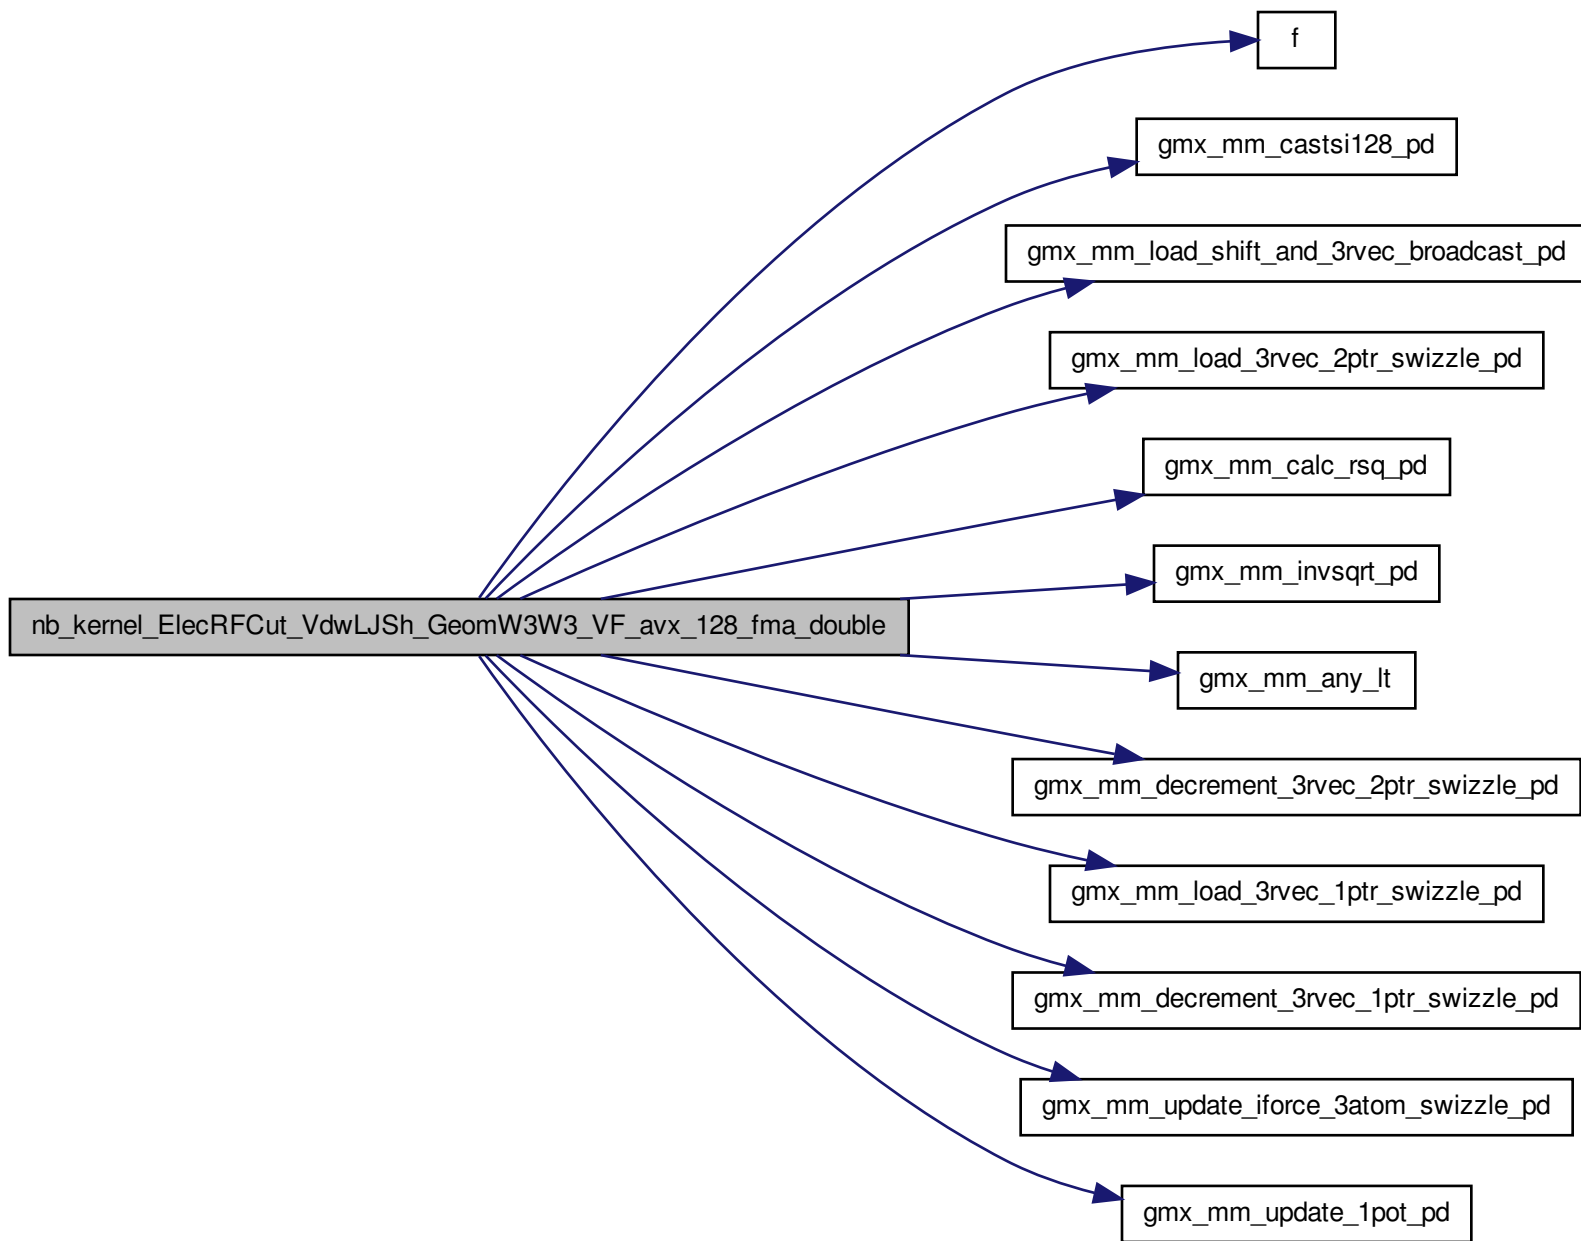 f
gmx_mm_castsi128_pd
gmx_mm_load_shift_and_3rvec_broadcast_pd
gmx_mm_load_3rvec_2ptr_swizzle_pd
gmx_mm_calc_rsq_pd
gmx_mm_invsqrt_pd
nb_kernel_ElecRFCut_VdwLJSh_GeomW3W3_VF_avx_128_fma_double
gmx_mm_any_lt
gmx_mm_decrement_3rvec_2ptr_swizzle_pd
gmx_mm_load_3rvec_1ptr_swizzle_pd
gmx_mm_decrement_3rvec_1ptr_swizzle_pd
gmx_mm_update_iforce_3atom_swizzle_pd
gmx_mm_update_1pot_pd